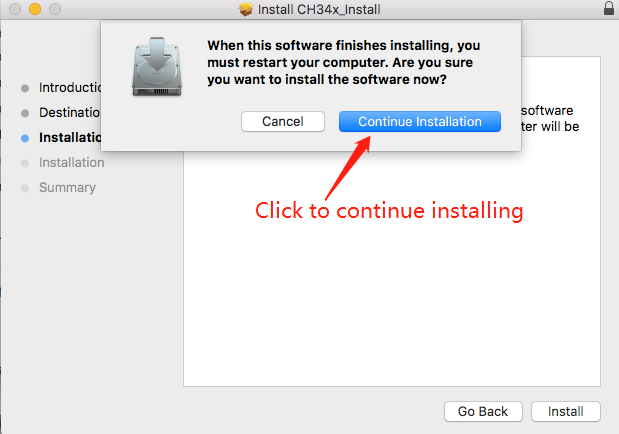 Install CH34x_Install
When this software finishes installing, you
must restart your computer. Are you sure
you want to install the software now?
Cancel
Continue Installation
Introductio
Destination
Installatio
Installation
Summary
software
ter will be
Click to continue installing
Go Back
Install